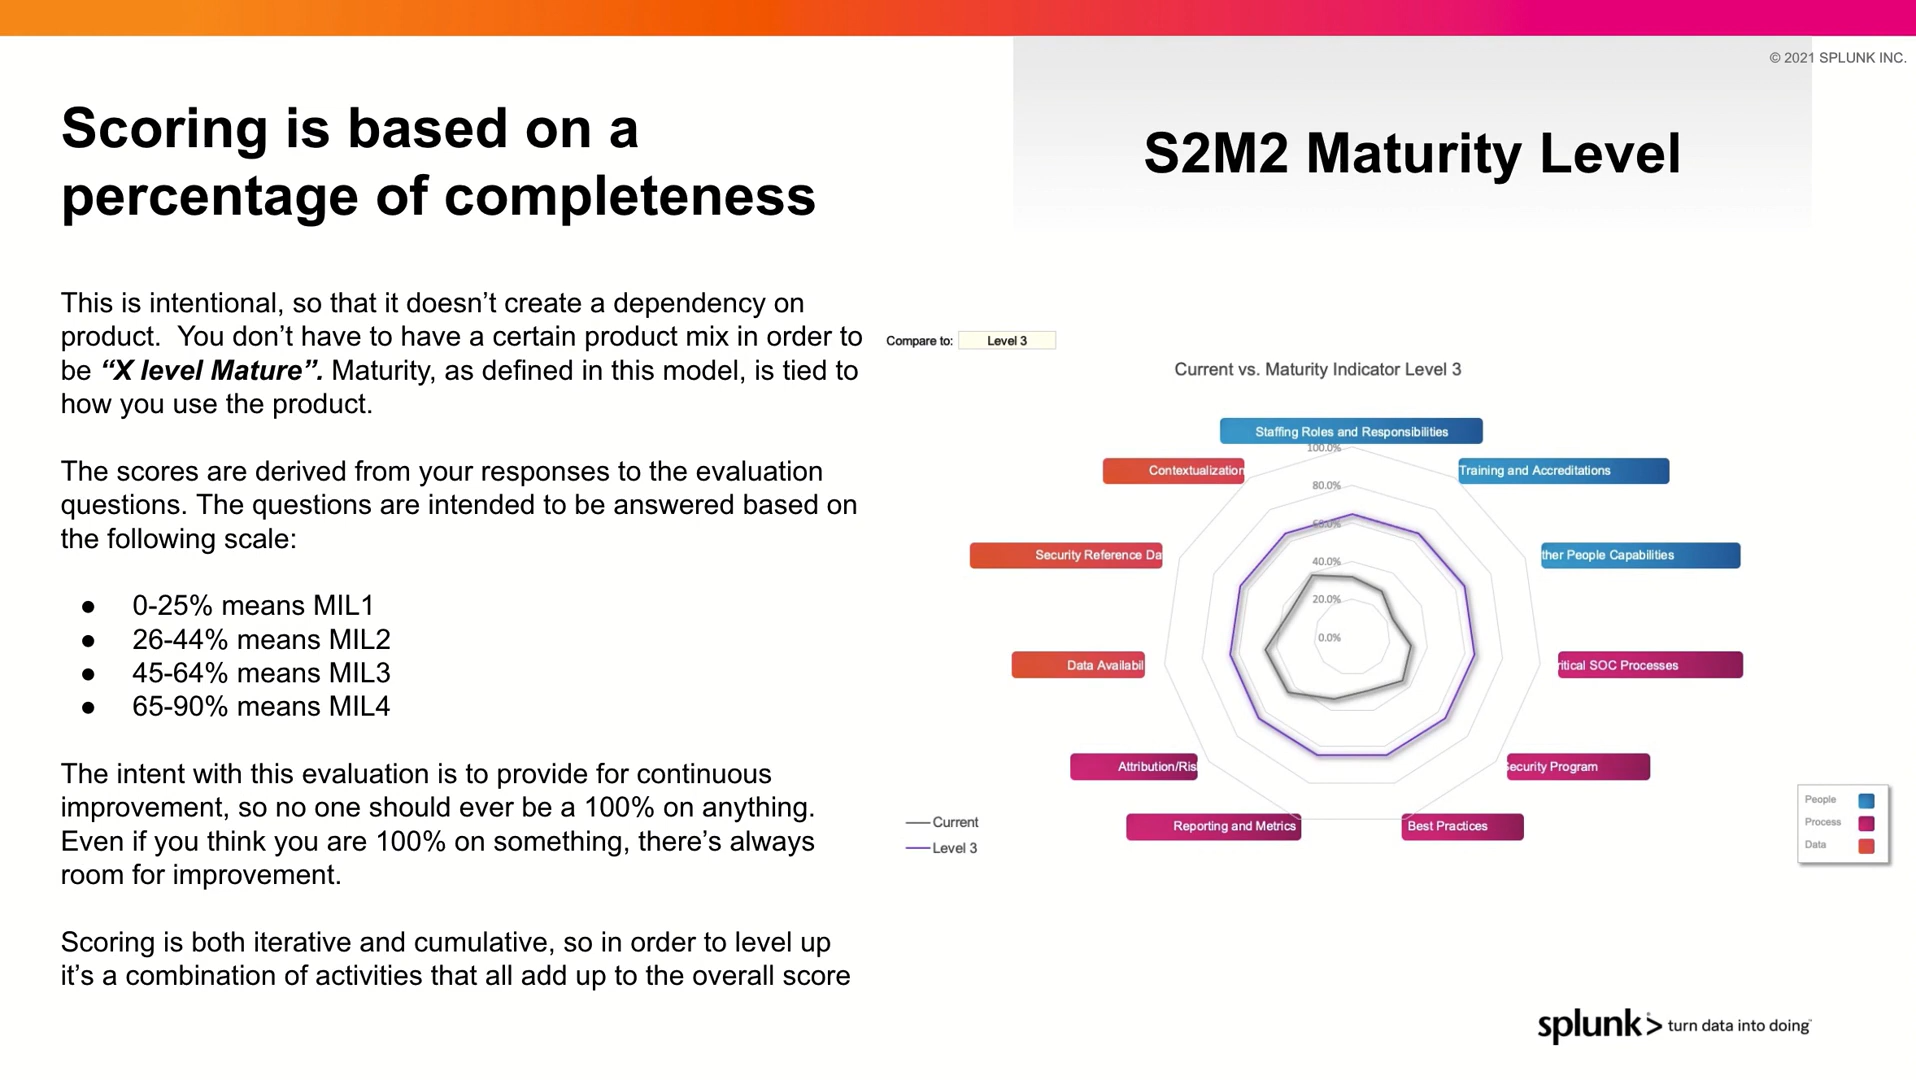 © 2021 SPLUNK INC.
Scoring is based on a
percentage of completeness
S2M2 Maturity Level
This is intentional, so that it doesn’t create a dependency on
product.  You don’t have to have a certain product mix in order to
be “X level Mature”. Maturity, as defined in this model, is tied to
how you use the product.
The scores are derived from your responses to the evaluation
questions. The questions are intended to be answered based on
the following scale:
● 0-25% means MIL1
● 26-44% means MIL2
● 45-64% means MIL3
● 65-90% means MIL4
The intent with this evaluation is to provide for continuous
improvement, so no one should ever be a 100% on anything.
Even if you think you are 100% on something, there’s always
room for improvement.
Scoring is both iterative and cumulative, so in order to level up
it’s a combination of activities that all add up to the overall score
Compare to: Level 3
Current vs. Maturity Indicator Level 3
Staffing Roles and Responsibilities
100.0%
Contextualization
Training and Accreditations
80.0%
60.0%
Security Reference Da
ther People Capabilities
40.0%
20.0%
0.0%
Data Availabil
ritical SOC Processes
Attribution/Ris
Security Program
Reporting and Metrics
Best Practices
Current
Level 3
People
Process
Data
splunk> turn data into doing™